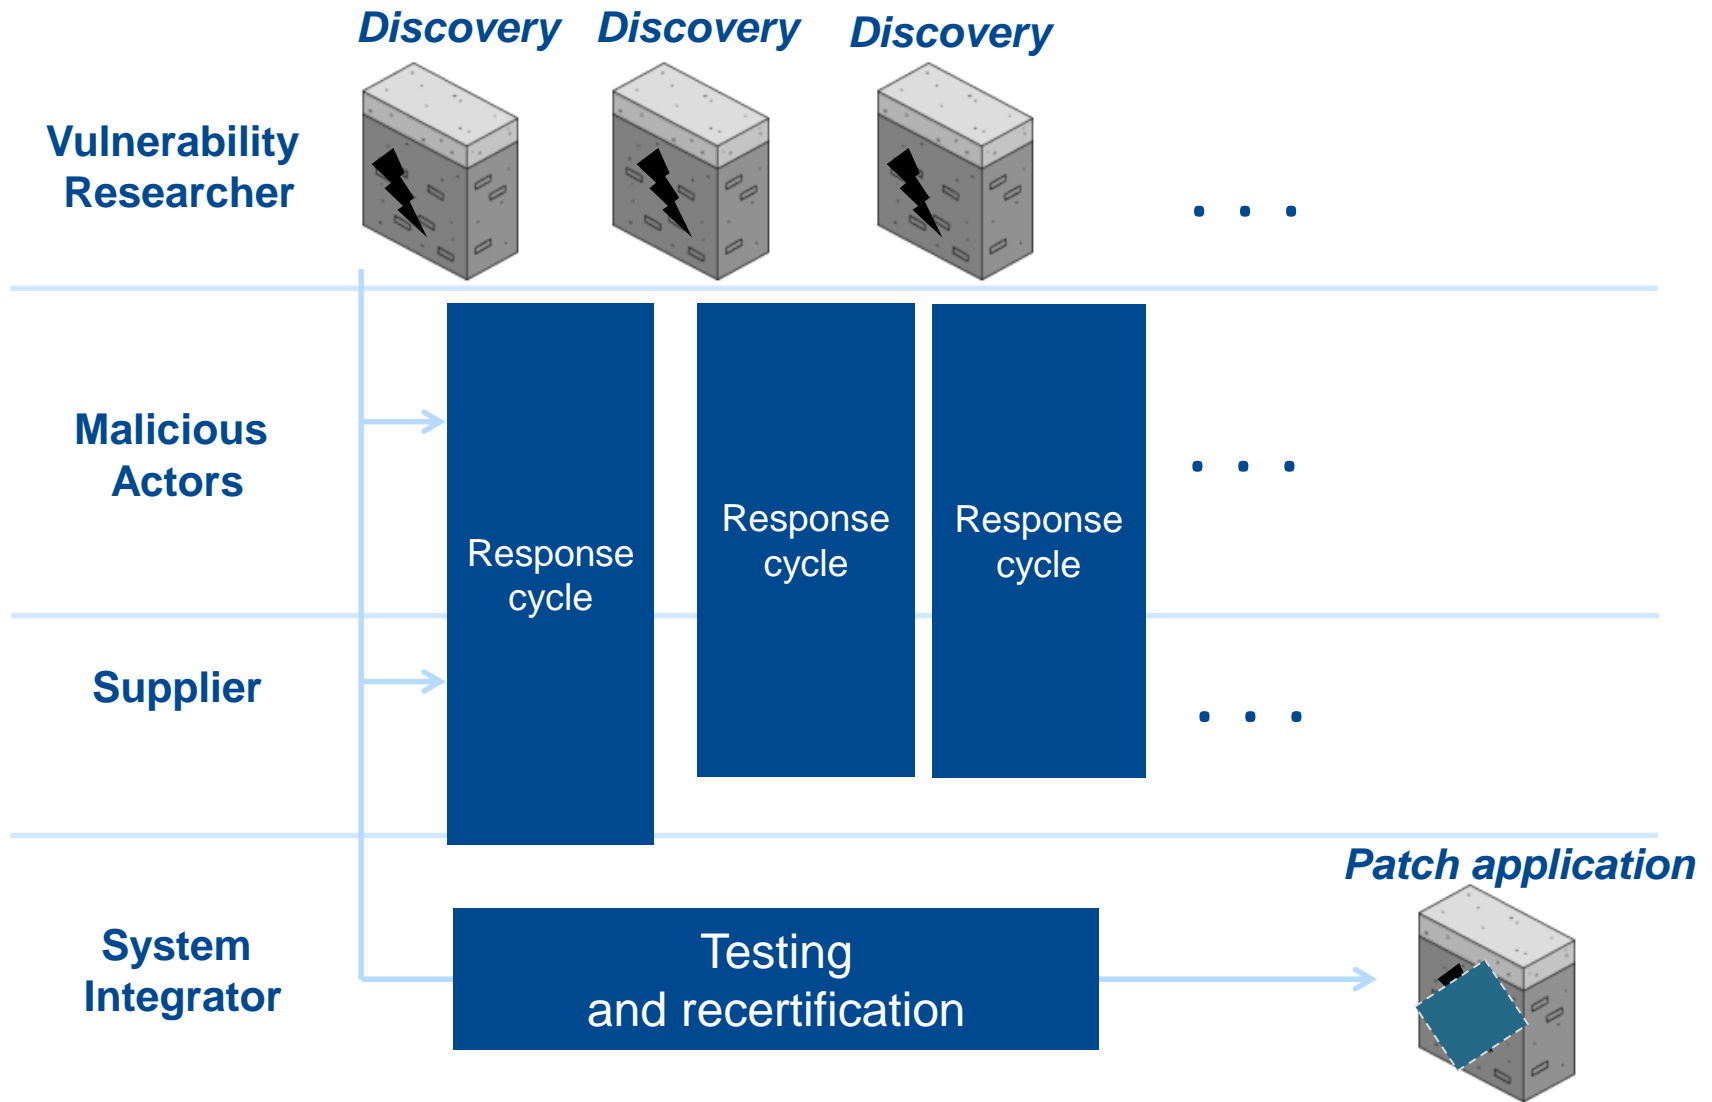 Discovery
Discovery
Discovery
Vulnerability
Researcher
. . .
Malicious
Actors
Response
cycle
Response
cycle
Response
cycle
. . .
Supplier
. . .
Patch application
System
Integrator
Testing
and recertification